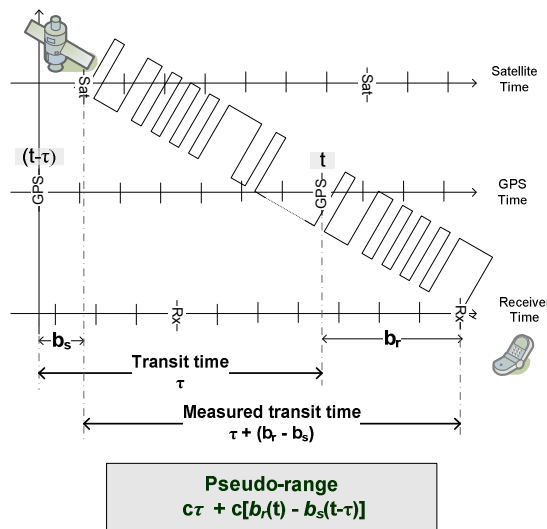 Satellite
Time
Sat
Sat
(t-τ)
t
GPS
GPS
GPS
Time
Receiver
Time
Rx
Rx
bₛ
bᵣ
Transit time
τ
Measured transit time
τ + (bᵣ - bₛ)
Pseudo-range
cτ + c[bᵣ(t) - bₛ(t-τ)]